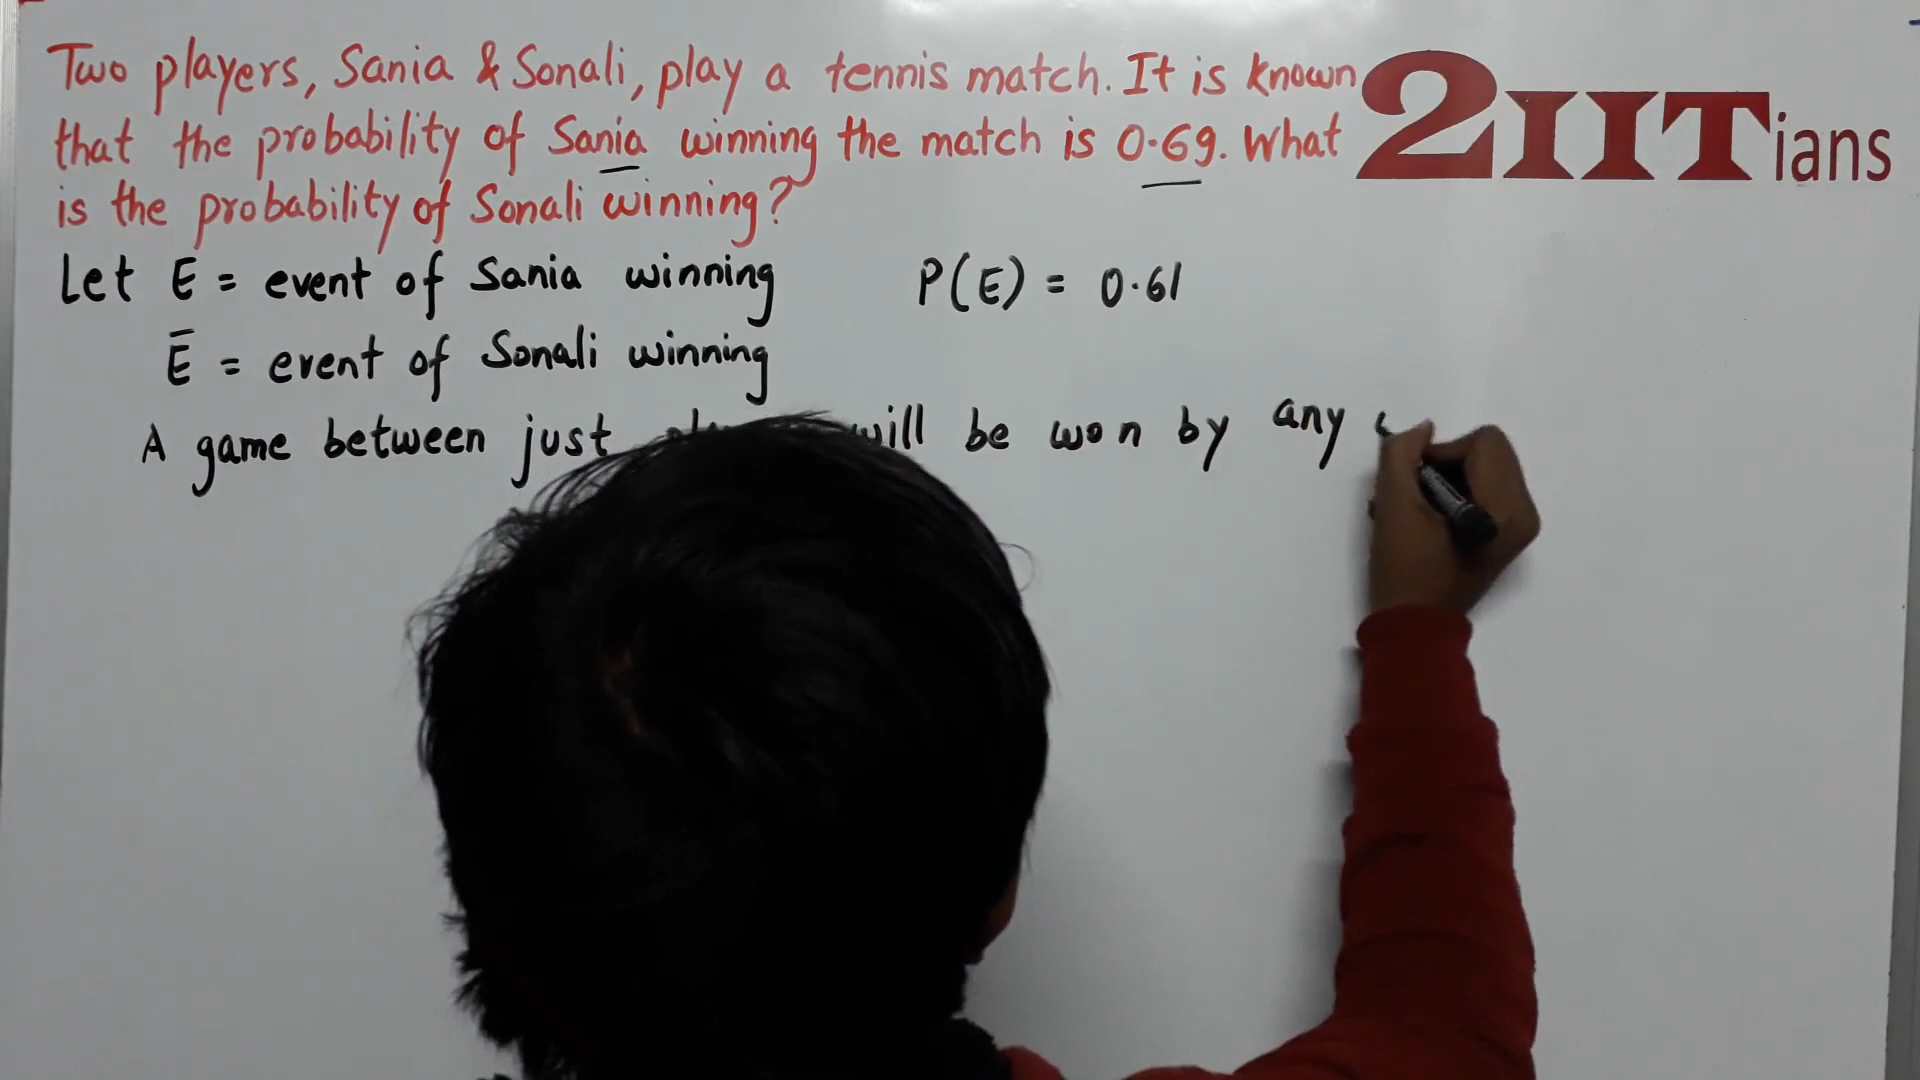 Two players, Sania & Sonali, play a tennis match. It is known
that the probability of Sania winning the match is 0.69. What
is the probability of Sonali winning?
2IITians
Let E = event of Sania winning P(E) = 0.61
Ē = event of Sonali winning
A game between just will be won by any